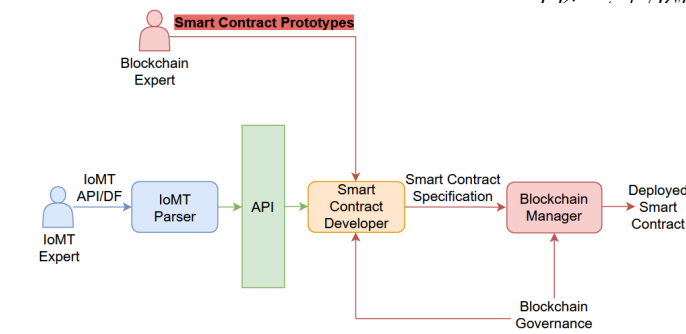 Smart Contract Prototypes
Blockchain
Expert
IoMT
API/DF
IoMT
Expert
IoMT
Parser
API
Smart
Contract
Developer
Smart Contract
Specification
Blockchain
Manager
Deployed
Smart
Contract
Blockchain
Governance